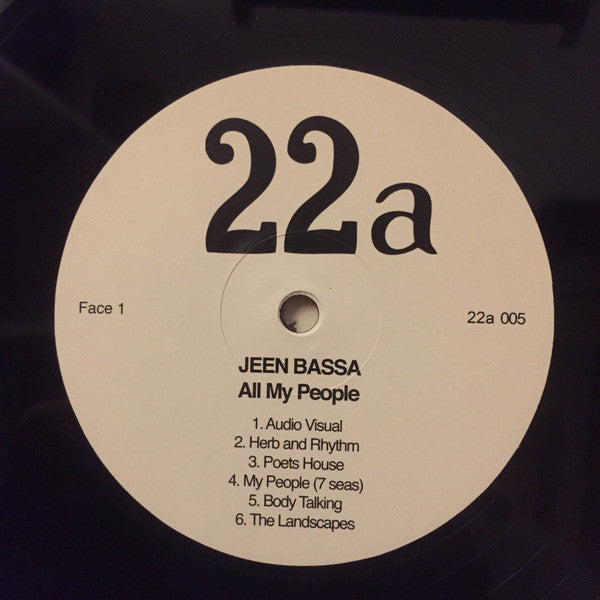 22a
Face 1
22a 005
JEEN BASSA
All My People
1. Audio Visual
2. Herb and Rhythm
3. Poets House
4. My People (7 seas)
5. Body Talking
6. The Landscapes